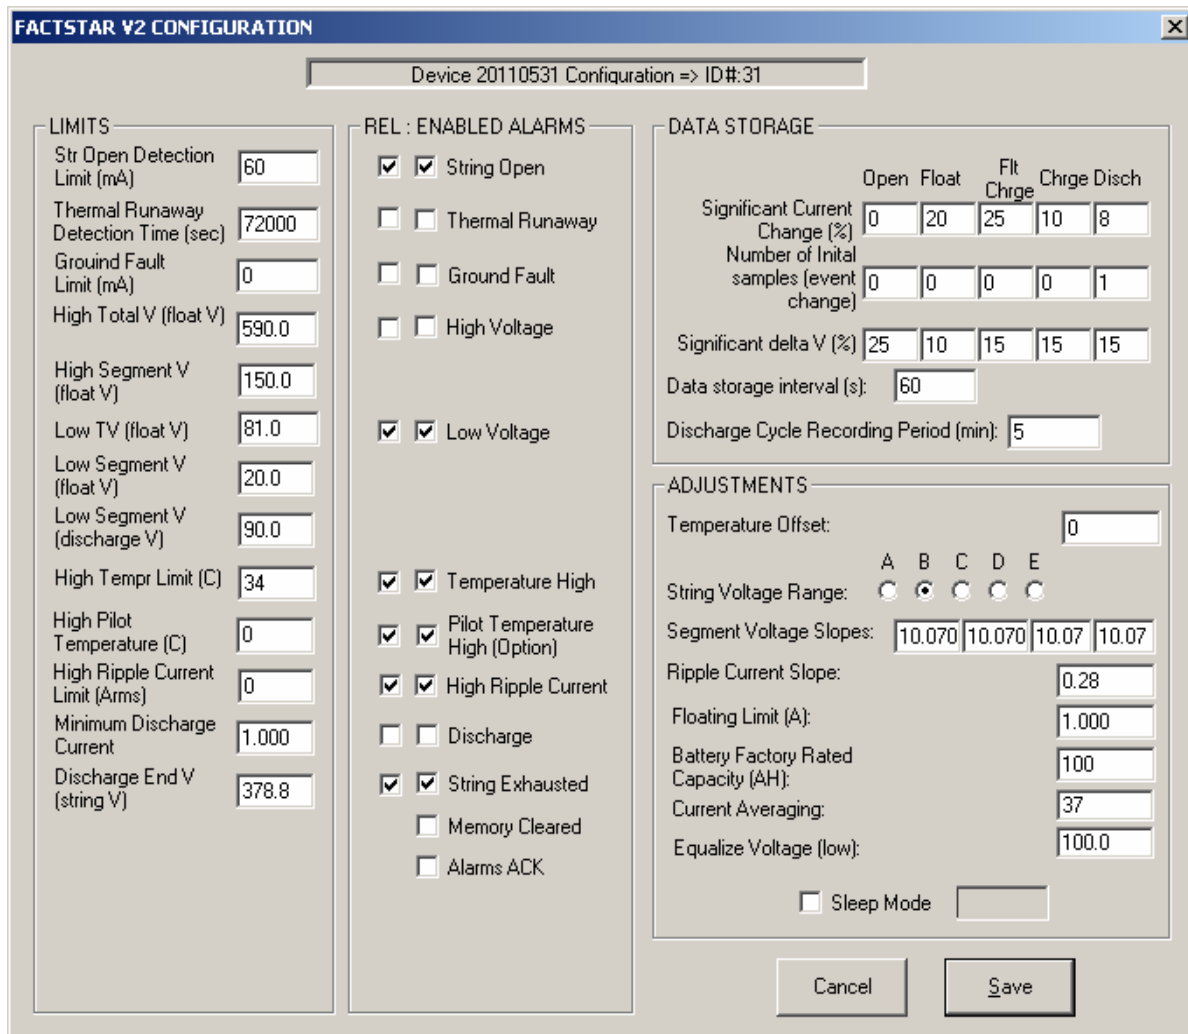 FACTSTAR V2 CONFIGURATION
Device 20110531 Configuration => ID#:31
LIMITS
Str Open Detection
Limit (mA)
60
Thermal Runaway
Detection Time (sec)
72000
Grouind Fault
Limit (mA)
0
High Total V (float V)
590.0
High Segment V
(float V)
150.0
Low TV (float V)
81.0
Low Segment V
(float V)
20.0
Low Segment V
(discharge V)
90.0
High Tempr Limit (C)
34
High Pilot
Temperature (C)
0
High Ripple Current
Limit (Arms)
0
Minimum Discharge
Current
1.000
Discharge End V
(string V)
378.8
REL : ENABLED ALARMS
String Open
Thermal Runaway
Ground Fault
High Voltage
Low Voltage
Temperature High
Pilot Temperature
High (Option)
High Ripple Current
Discharge
String Exhausted
Memory Cleared
Alarms ACK
DATA STORAGE
Open Float Flt Chrge Chrge Disch
Significant Current
Change (%)
0 20 25 10 8
Number of Inital
samples (event
change)
0 0 0 0 1
Significant delta V (%) 25 10 15 15 15
Data storage interval (s): 60
Discharge Cycle Recording Period (min): 5
ADJUSTMENTS
Temperature Offset: 0
A B C D E
String Voltage Range:
Segment Voltage Slopes: 10.070 10.070 10.07 10.07
Ripple Current Slope: 0.28
Floating Limit (A): 1.000
Battery Factory Rated
Capacity (AH):
100
Current Averaging: 37
Equalize Voltage (low): 100.0
Sleep Mode
Cancel Save